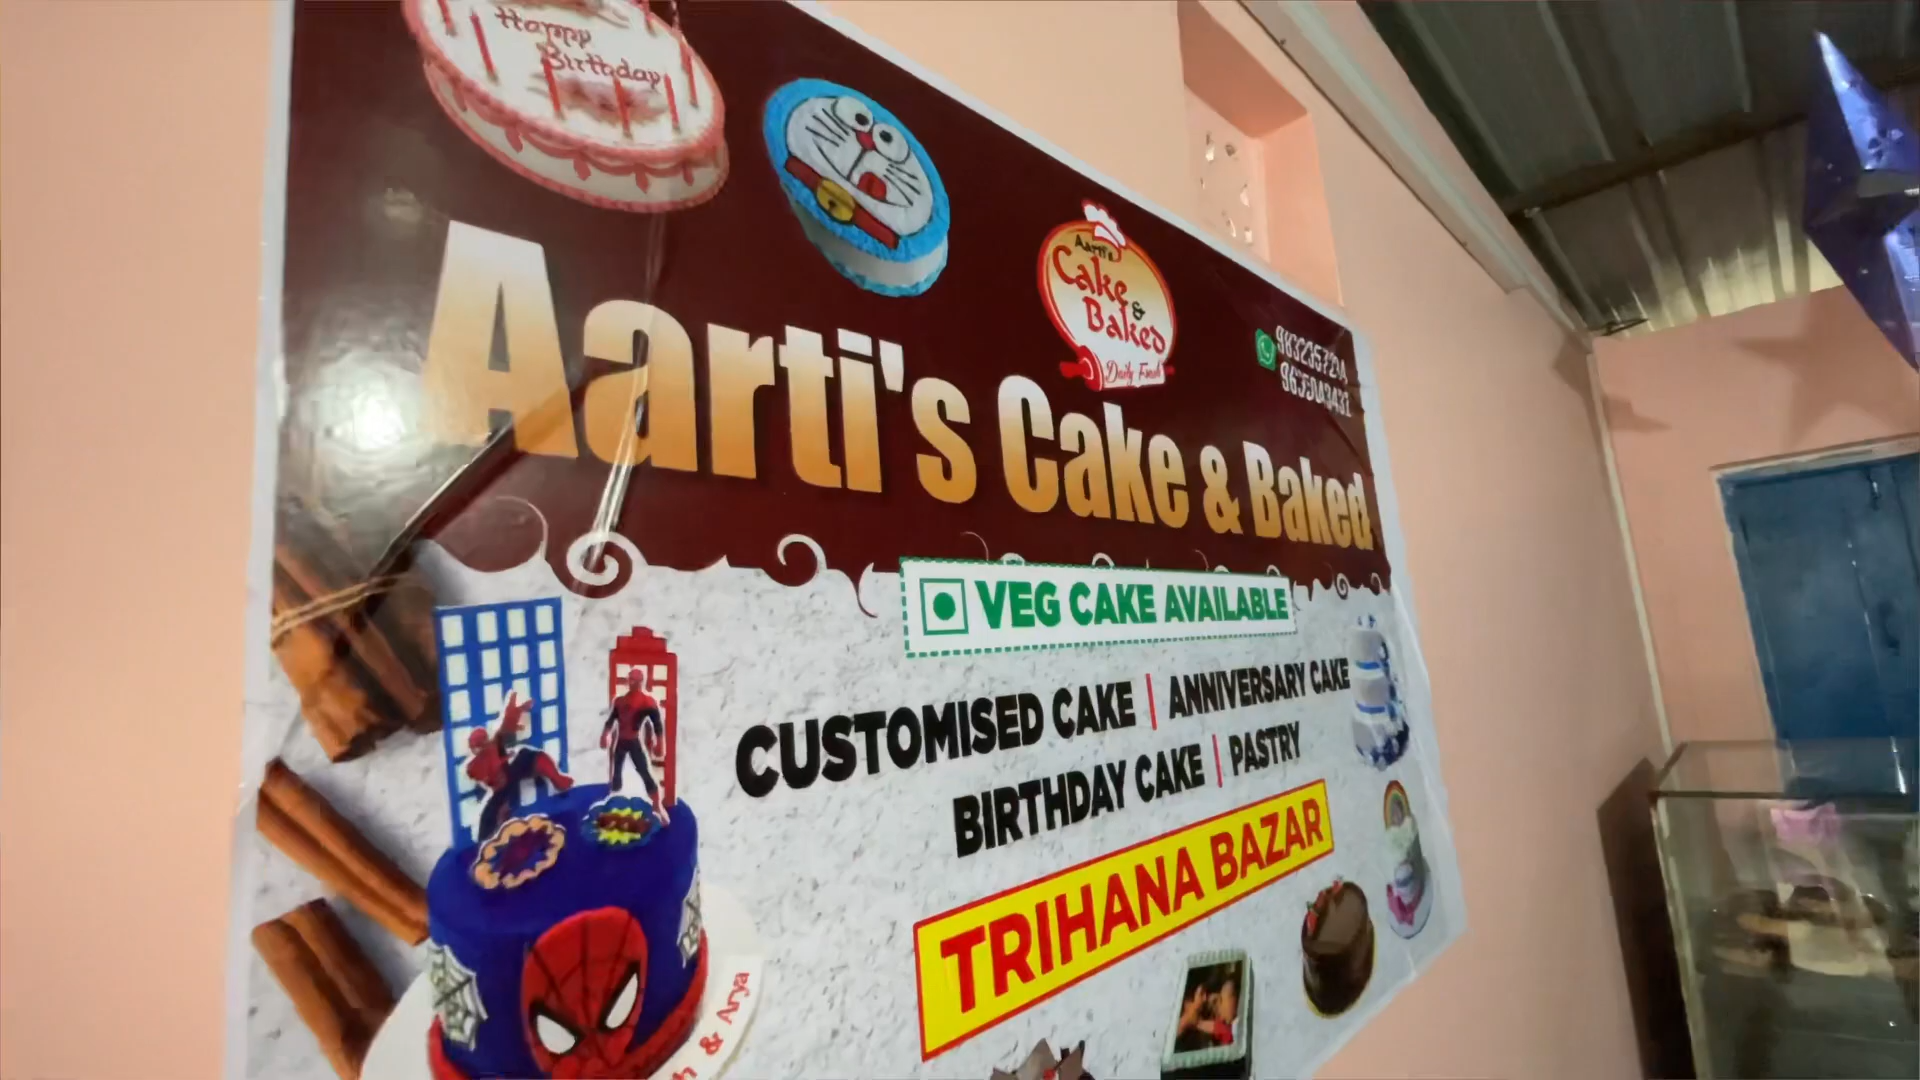 Happy
Birthday
Aarti's
Cake
&
Baked
Daily Fresh
Aarti's Cake & Baked
VEG CAKE AVAILABLE
CUSTOMISED CAKE | ANNIVERSARY CAKE
BIRTHDAY CAKE | PASTRY
TRIHANA BAZAR
& Arya